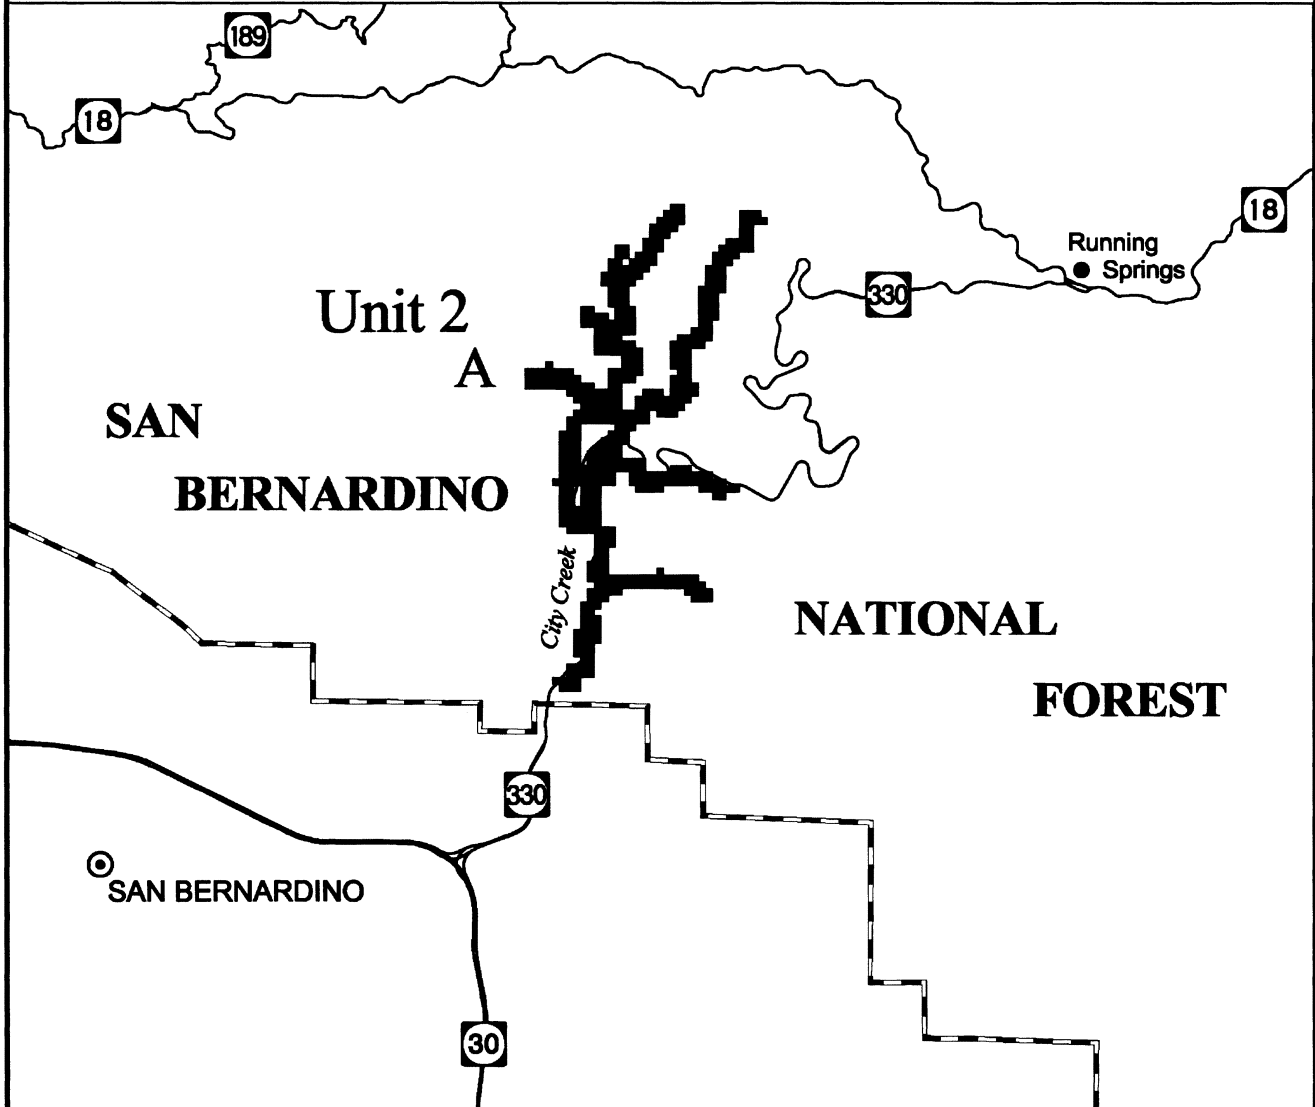 189
18
18
Running
Springs
330
Unit 2
A
SAN
BERNARDINO
City Creek
NATIONAL
FOREST
330
SAN BERNARDINO
30